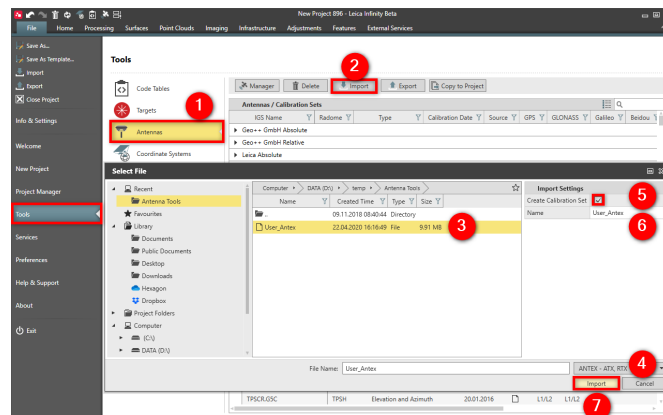 New Project 896 - Leica Infinity Beta
File Home Processing Surfaces Point Clouds Imaging Infrastructure Adjustments Features External Services
Save As...
Save As Template...
Import
Export
Close Project
Info & Settings
Welcome
New Project
Project Manager
Tools
Services
Preferences
Help & Support
About
Exit
Tools
Code Tables
Targets
Antennas
Coordinate Systems
1
2
Manager Delete Import Export Copy to Project
Antennas / Calibration Sets
IGS Name Radome Type Calibration Date Source GPS GLONASS Galileo Beidou
Geo++ GmbH Absolute
Geo++ GmbH Relative
Leica Absolute
Select File
Recent
Antenna Tools
Favourites
Library
Documents
Public Documents
Desktop
Downloads
Hexagon
Dropbox
Project Folders
Computer
(C:\)
DATA (D:\)
Computer DATA (D:\) temp Antenna Tools
Name Created Time Type Size
.. 09.11.2018 08:40:44 Directory
User_Antex 22.04.2020 16:16:49 File 9.91 MB
3
Import Settings
Create Calibration Set
5
Name User_Antex
6
4
File Name: User_Antex
ANTEX - ATX, RTX
Import Cancel
7
TPSCR.G5C TPSH Elevation and Azimuth 20.01.2016 L1/L2 L1/L2